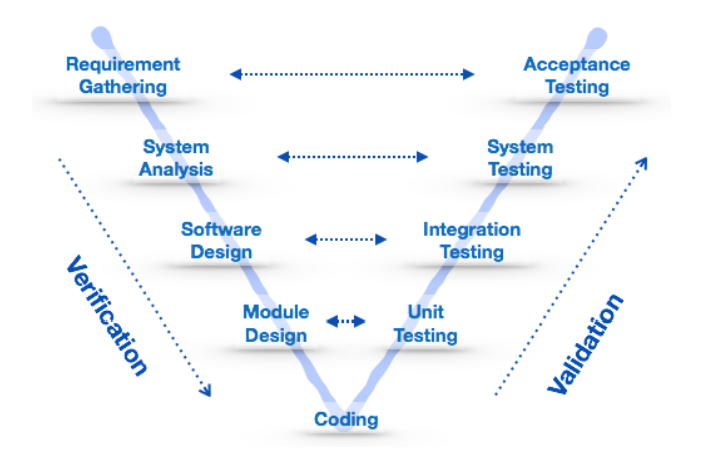 Requirement
Gathering
Acceptance
Testing
System
Analysis
System
Testing
Software
Design
Integration
Testing
Verification
Validation
Module
Design
Unit
Testing
Coding